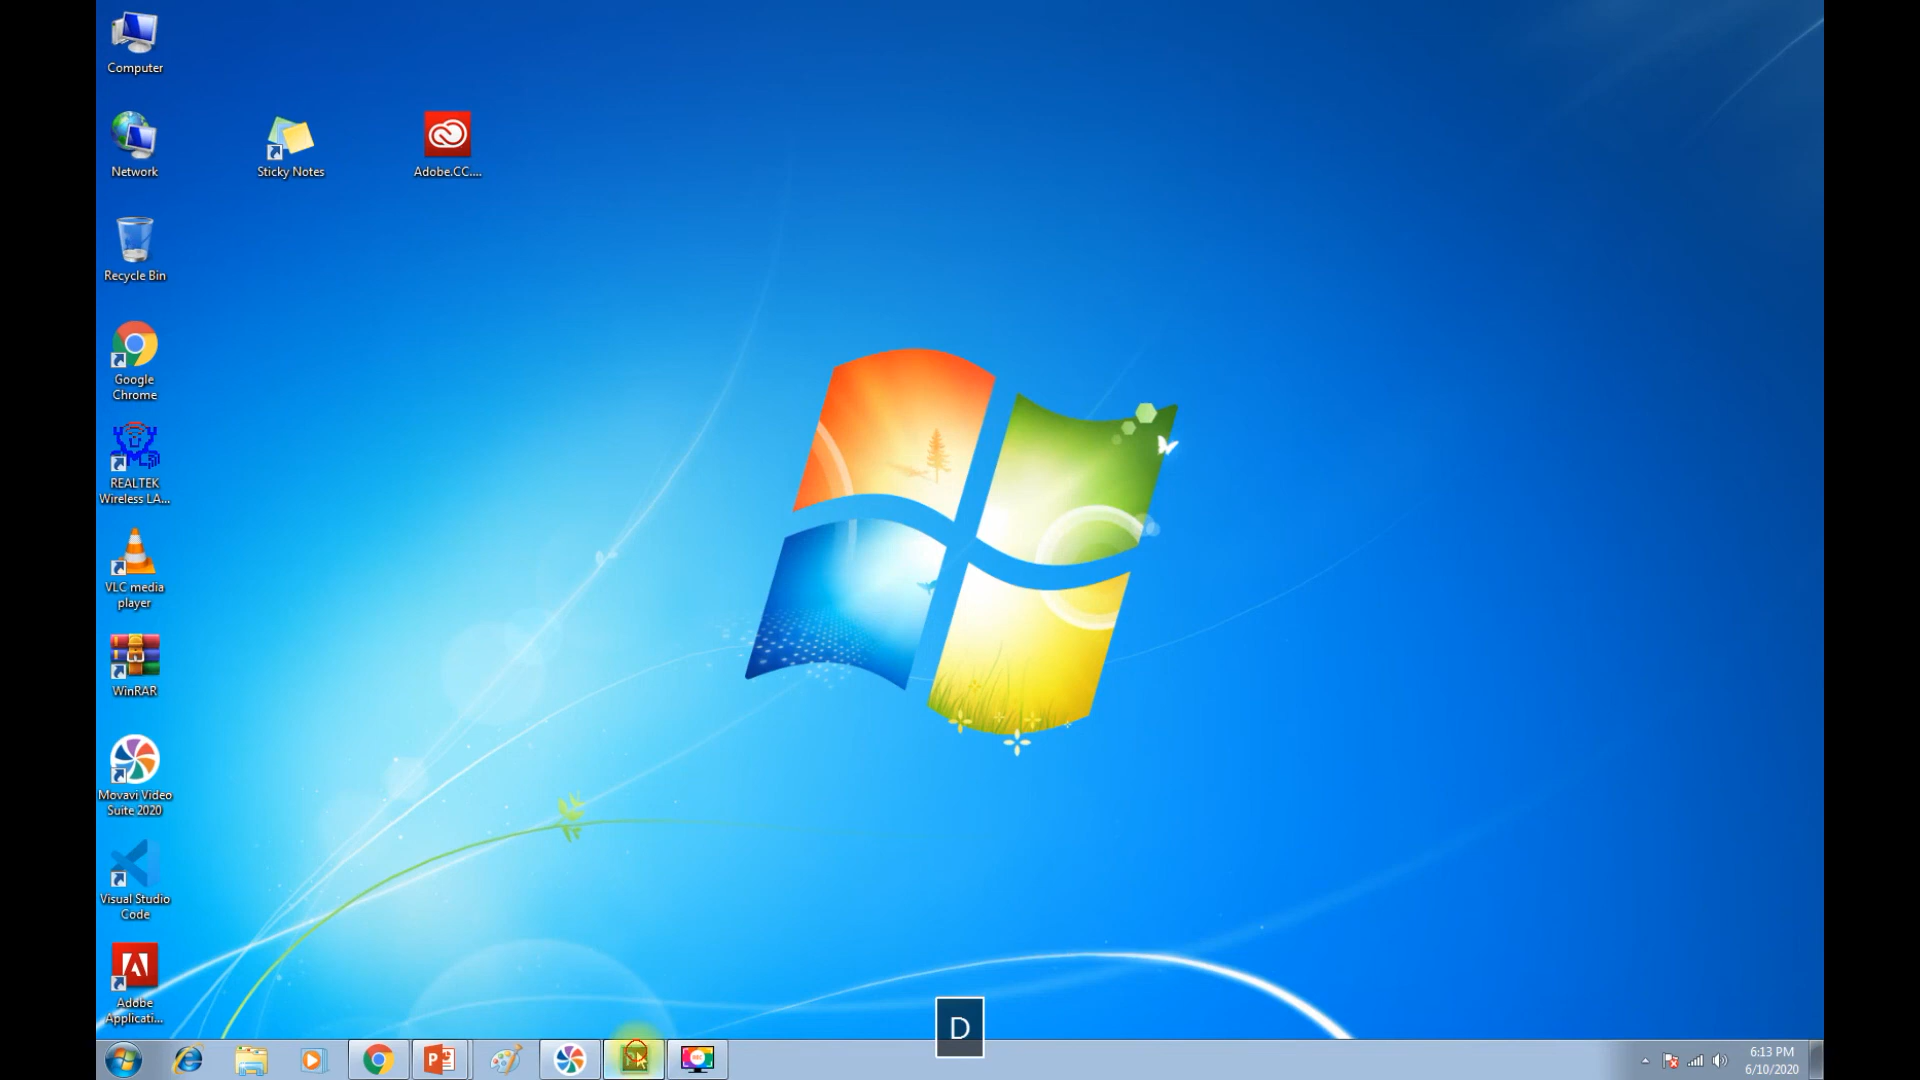 Computer
Network
Sticky Notes
Adobe.CC....
Recycle Bin
Google
Chrome
REALTEK
Wireless LA...
VLC media
player
WinRAR
Movavi Video
Suite 2020
Visual Studio
Code
Adobe
Applicati...
D
6:13 PM
6/10/2020